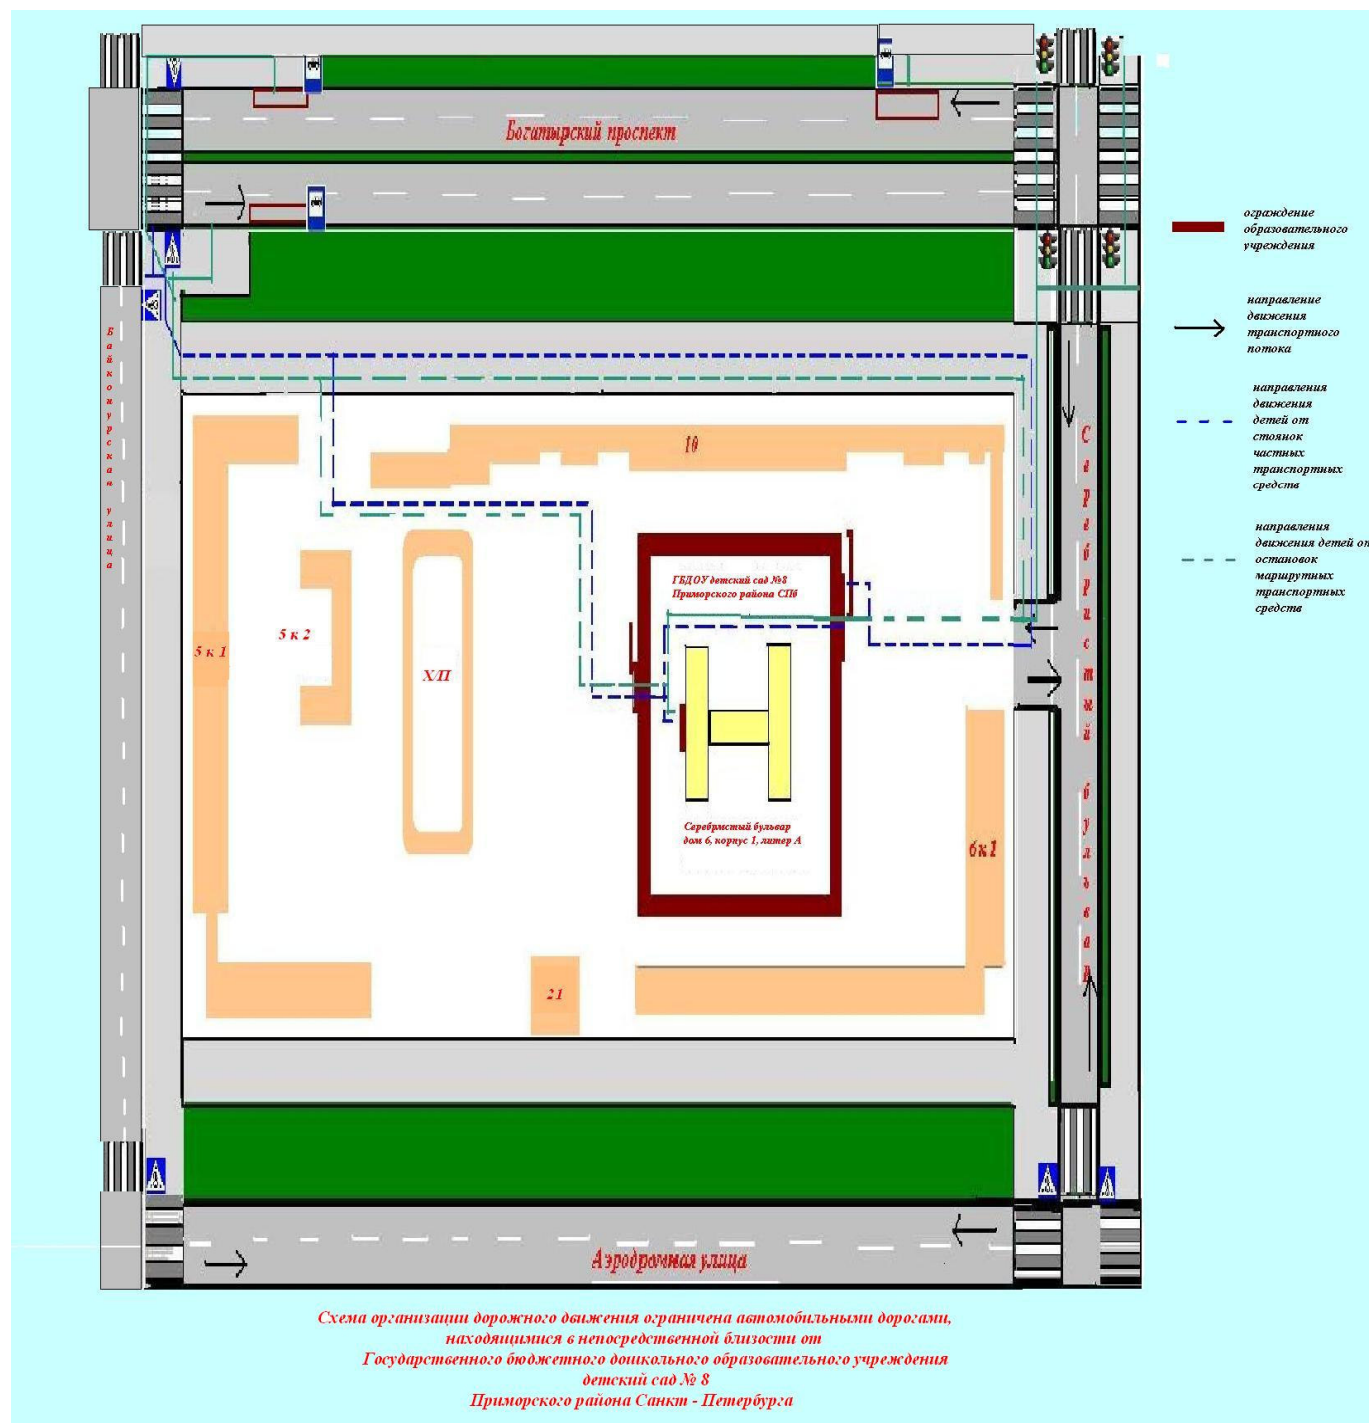 Богатырский проспект
ограждение
образовательного
учреждения
направление
движения
транспортного
потока
направления
движения
детей от
стоянок
частных
транспортных
средств
направления
движения детей от
остановок
маршрутных
транспортных
средств
Байконурская улица
Серебристый бульвар
10
ГБДОУ детский сад №8
Приморского района СПб
5 к 2
5 к 1
Х/П
Серебристый бульвар
дом 6, корпус 1, литер А
6к1
21
Аэродромная улица
Схема организации дорожного движения ограничена автомобильными дорогами,
находящимися в непосредственной близости от
Государственного бюджетного дошкольного образовательного учреждения
детский сад № 8
Приморского района Санкт - Петербурга